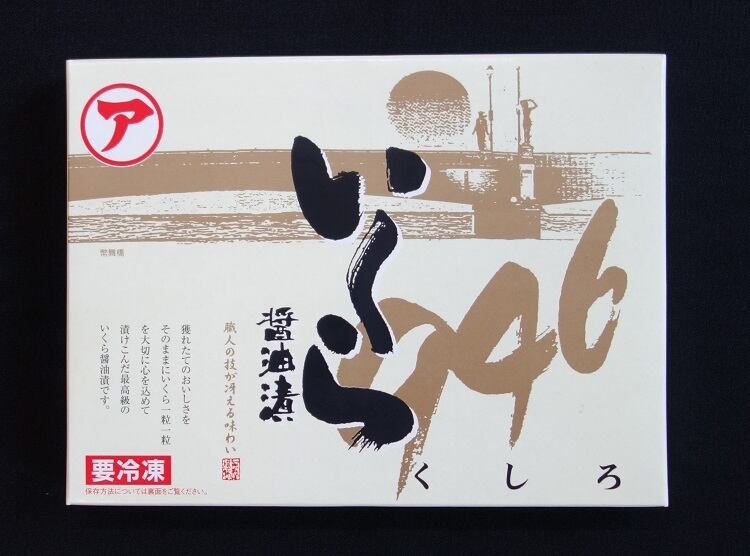 ア
いくら
946
くしろ
幣舞橋
醤油漬
職人の技が冴える味わい
獲れたてのおいしさを
そのままにいくら一粒一粒
を大切に心を込めて
漬けこんだ最高級の
いくら醤油漬です。
要冷凍
保存方法については裏面をご覧ください。